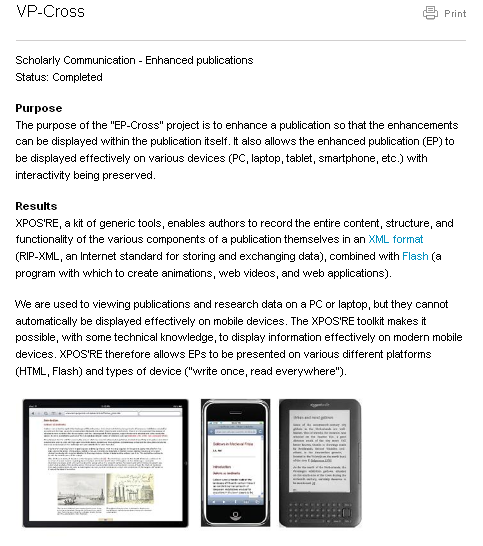 VP-Cross
Print
Scholarly Communication - Enhanced publications
Status: Completed
Purpose
The purpose of the "EP-Cross" project is to enhance a publication so that the enhancements
can be displayed within the publication itself. It also allows the enhanced publication (EP) to
be displayed effectively on various devices (PC, laptop, tablet, smartphone, etc.) with
interactivity being preserved.
Results
XPOS'RE, a kit of generic tools, enables authors to record the entire content, structure, and
functionality of the various components of a publication themselves in an XML format
(RIP-XML, an Internet standard for storing and exchanging data), combined with Flash (a
program with which to create animations, web videos, and web applications).
We are used to viewing publications and research data on a PC or laptop, but they cannot
automatically be displayed effectively on mobile devices. The XPOS'RE toolkit makes it
possible, with some technical knowledge, to display information effectively on modern mobile
devices. XPOS'RE therefore allows EPs to be presented on various different platforms
(HTML, Flash) and types of device ("write once, read everywhere").